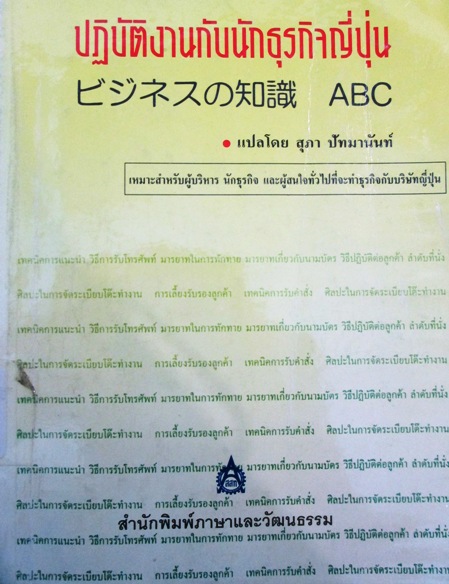 ปฏิบัติงานกับนักธุรกิจญี่ปุ่น
ビジネスの知識 ABC
• แปลโดย สุภา ปัทมานันท์
เหมาะสำหรับผู้บริหาร นักธุรกิจ และผู้สนใจทั่วไปที่จะทำธุรกิจกับบริษัทญี่ปุ่น
เทคนิคการแนะนำ วิธีการรับโทรศัพท์ มารยาทในการทักทาย มารยาทเกี่ยวกับนามบัตร วิธีปฏิบัติต่อลูกค้า ลำดับที่นั่ง
ศิลปะในการจัดระเบียบโต๊ะทำงาน การเลี้ยงรับรองลูกค้า เทคนิคการรับคำสั่ง ศิลปะในการจัดระเบียบโต๊ะทำงาน
เทคนิคการแนะนำ วิธีการรับโทรศัพท์ มารยาทในการทักทาย มารยาทเกี่ยวกับนามบัตร วิธีปฏิบัติต่อลูกค้า ลำดับที่นั่ง
ศิลปะในการจัดระเบียบโต๊ะทำงาน การเลี้ยงรับรองลูกค้า เทคนิคการรับคำสั่ง ศิลปะในการจัดระเบียบโต๊ะทำงาน
เทคนิคการแนะนำ วิธีการรับโทรศัพท์ มารยาทในการทักทาย มารยาทเกี่ยวกับนามบัตร วิธีปฏิบัติต่อลูกค้า ลำดับที่นั่ง
ศิลปะในการจัดระเบียบโต๊ะทำงาน การเลี้ยงรับรองลูกค้า เทคนิคการรับคำสั่ง ศิลปะในการจัดระเบียบโต๊ะทำงาน
เทคนิคการแนะนำ วิธีการรับโทรศัพท์ มารยาทในการ มารยาทเกี่ยวกับนามบัตร วิธีปฏิบัติต่อลูกค้า ลำดับที่นั่ง
สสท
ศิลปะในการจัดระเบียบโต๊ะทำงาน การเลี้ยงรับรองลูกค้า เทคนิคการรับคำสั่ง ศิลปะในการจัดระเบียบโต๊ะทำงาน
สำนักพิมพ์ภาษาและวัฒนธรรม
เทคนิคการแนะนำ วิธีการรับโทรศัพท์ มารยาทในการทักทาย มารยาทเกี่ยวกับนามบัตร วิธีปฏิบัติต่อลูกค้า ลำดับที่นั่ง
ศิลปะในการจัดระเบียบโต๊ะทำงาน การเลี้ยงรับรองลูกค้า เทคนิคการรับคำสั่ง ศิลปะในการจัดระเบียบโต๊ะทำงาน